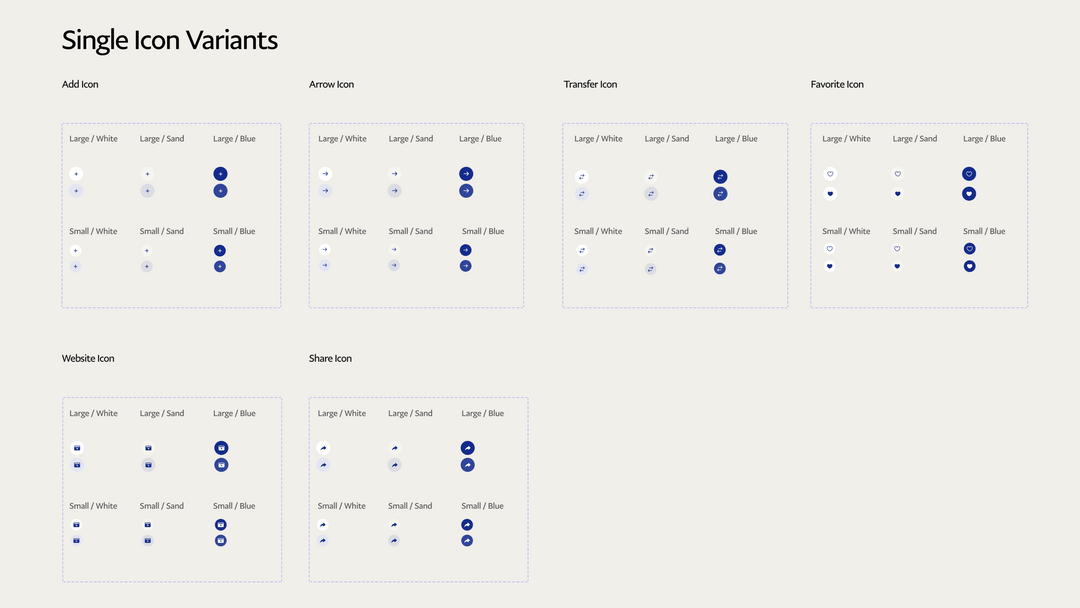 Single Icon Variants
Add Icon
Arrow Icon
Transfer Icon
Favorite Icon
Large / White Large / Sand Large / Blue
Large / White Large / Sand Large / Blue
Large / White Large / Sand Large / Blue
Large / White Large / Sand Large / Blue
Small / White Small / Sand Small / Blue
Small / White Small / Sand Small / Blue
Small / White Small / Sand Small / Blue
Small / White Small / Sand Small / Blue
Website Icon
Share Icon
Large / White Large / Sand Large / Blue
Large / White Large / Sand Large / Blue
Small / White Small / Sand Small / Blue
Small / White Small / Sand Small / Blue